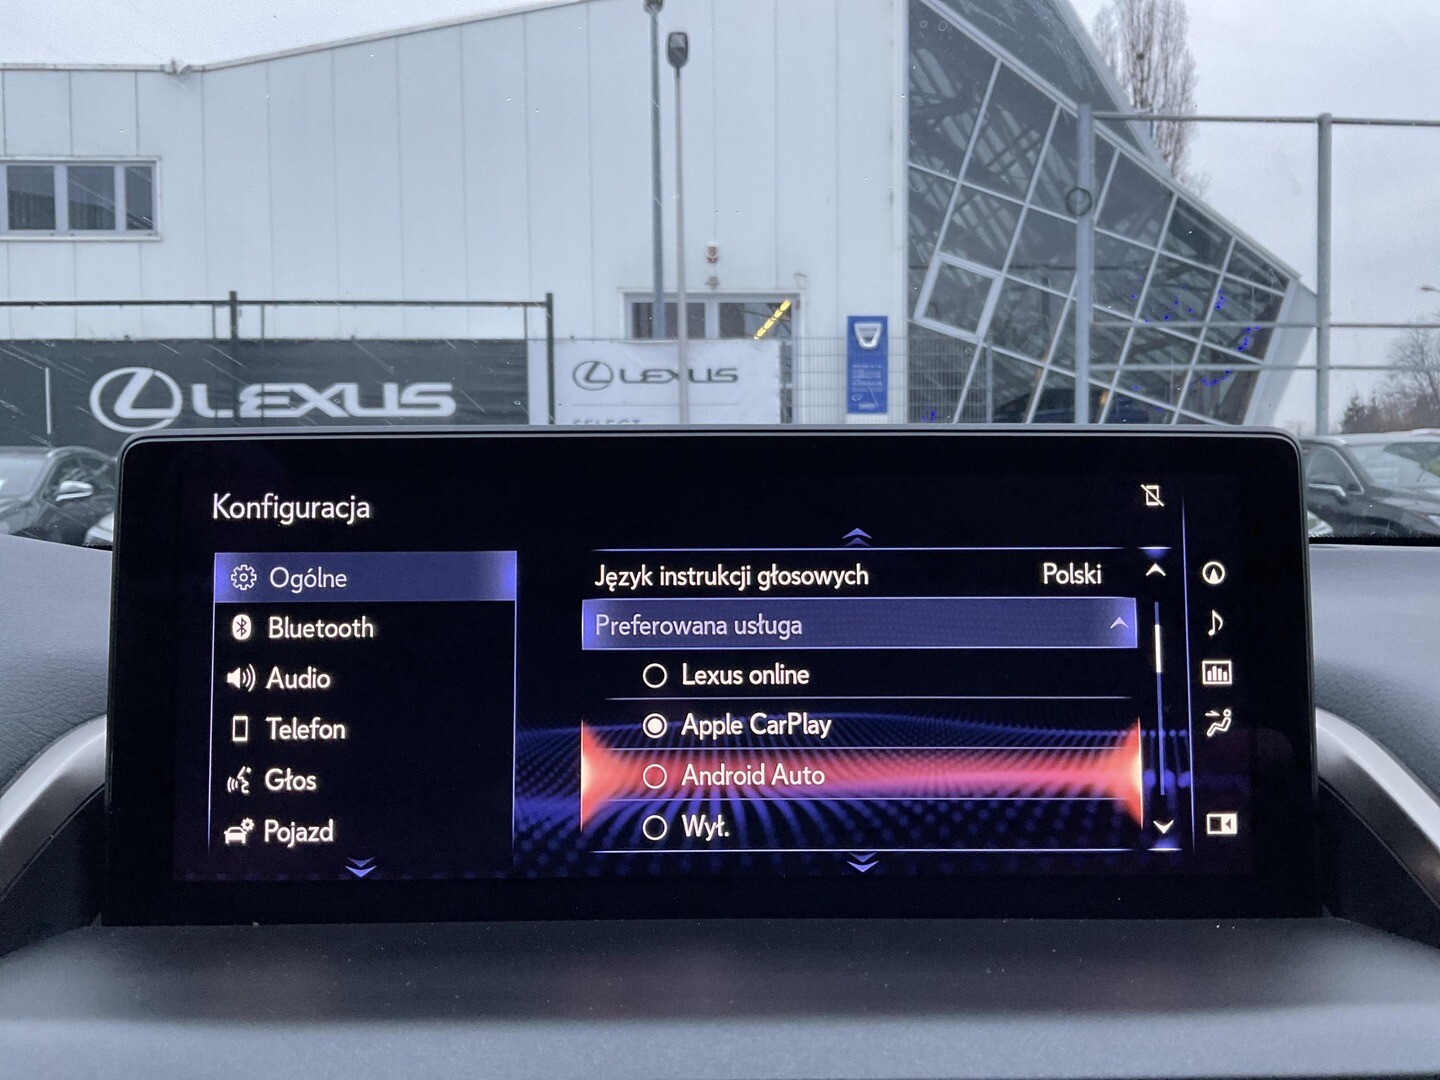 LEXUS
LEXUS
SELECT
Konfiguracja
Ogólne
Bluetooth
Audio
Telefon
Głos
Pojazd
Język instrukcji głosowych Polski
Preferowana usługa
Lexus online
Apple CarPlay
Android Auto
Wył.